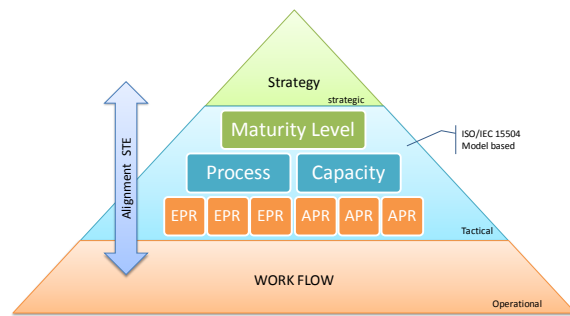 Strategy
strategic
Maturity Level
ISO/IEC 15504
Model based
Process Capacity
EPR EPR EPR APR APR APR
Tactical
Alignment STE
WORK FLOW
Operational